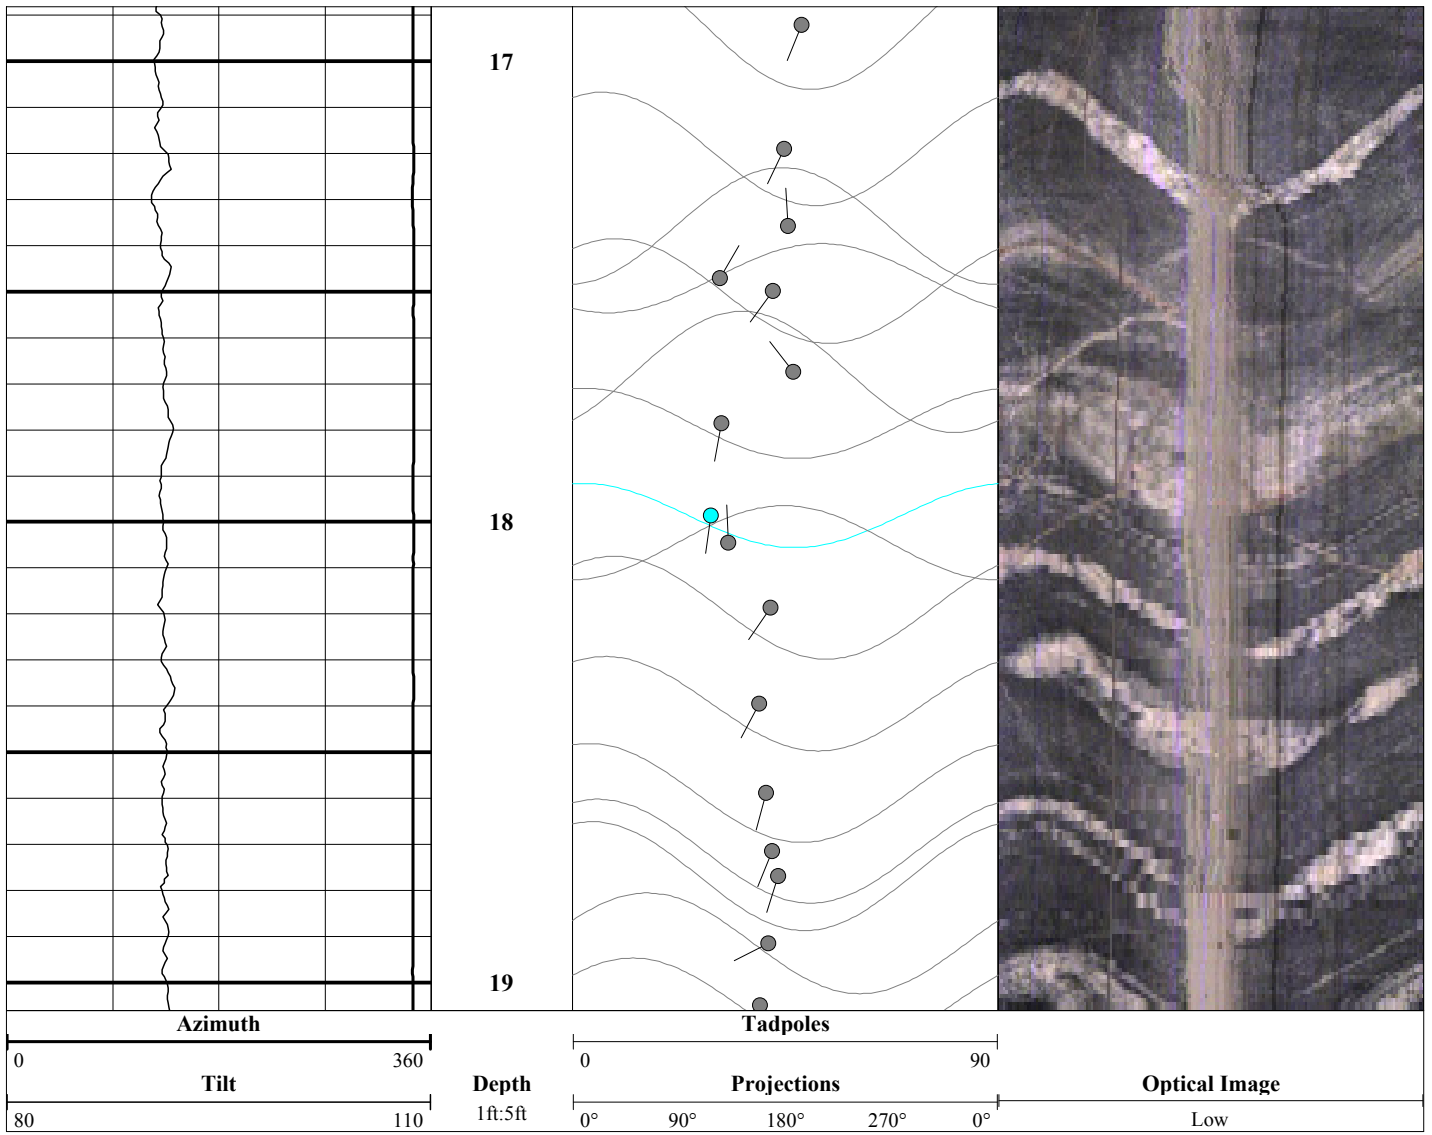 17
18
19
Azimuth Tadpoles
0 360 0 90
Tilt Depth Projections Optical Image
80 110 1ft:5ft 0° 90° 180° 270° 0° Low